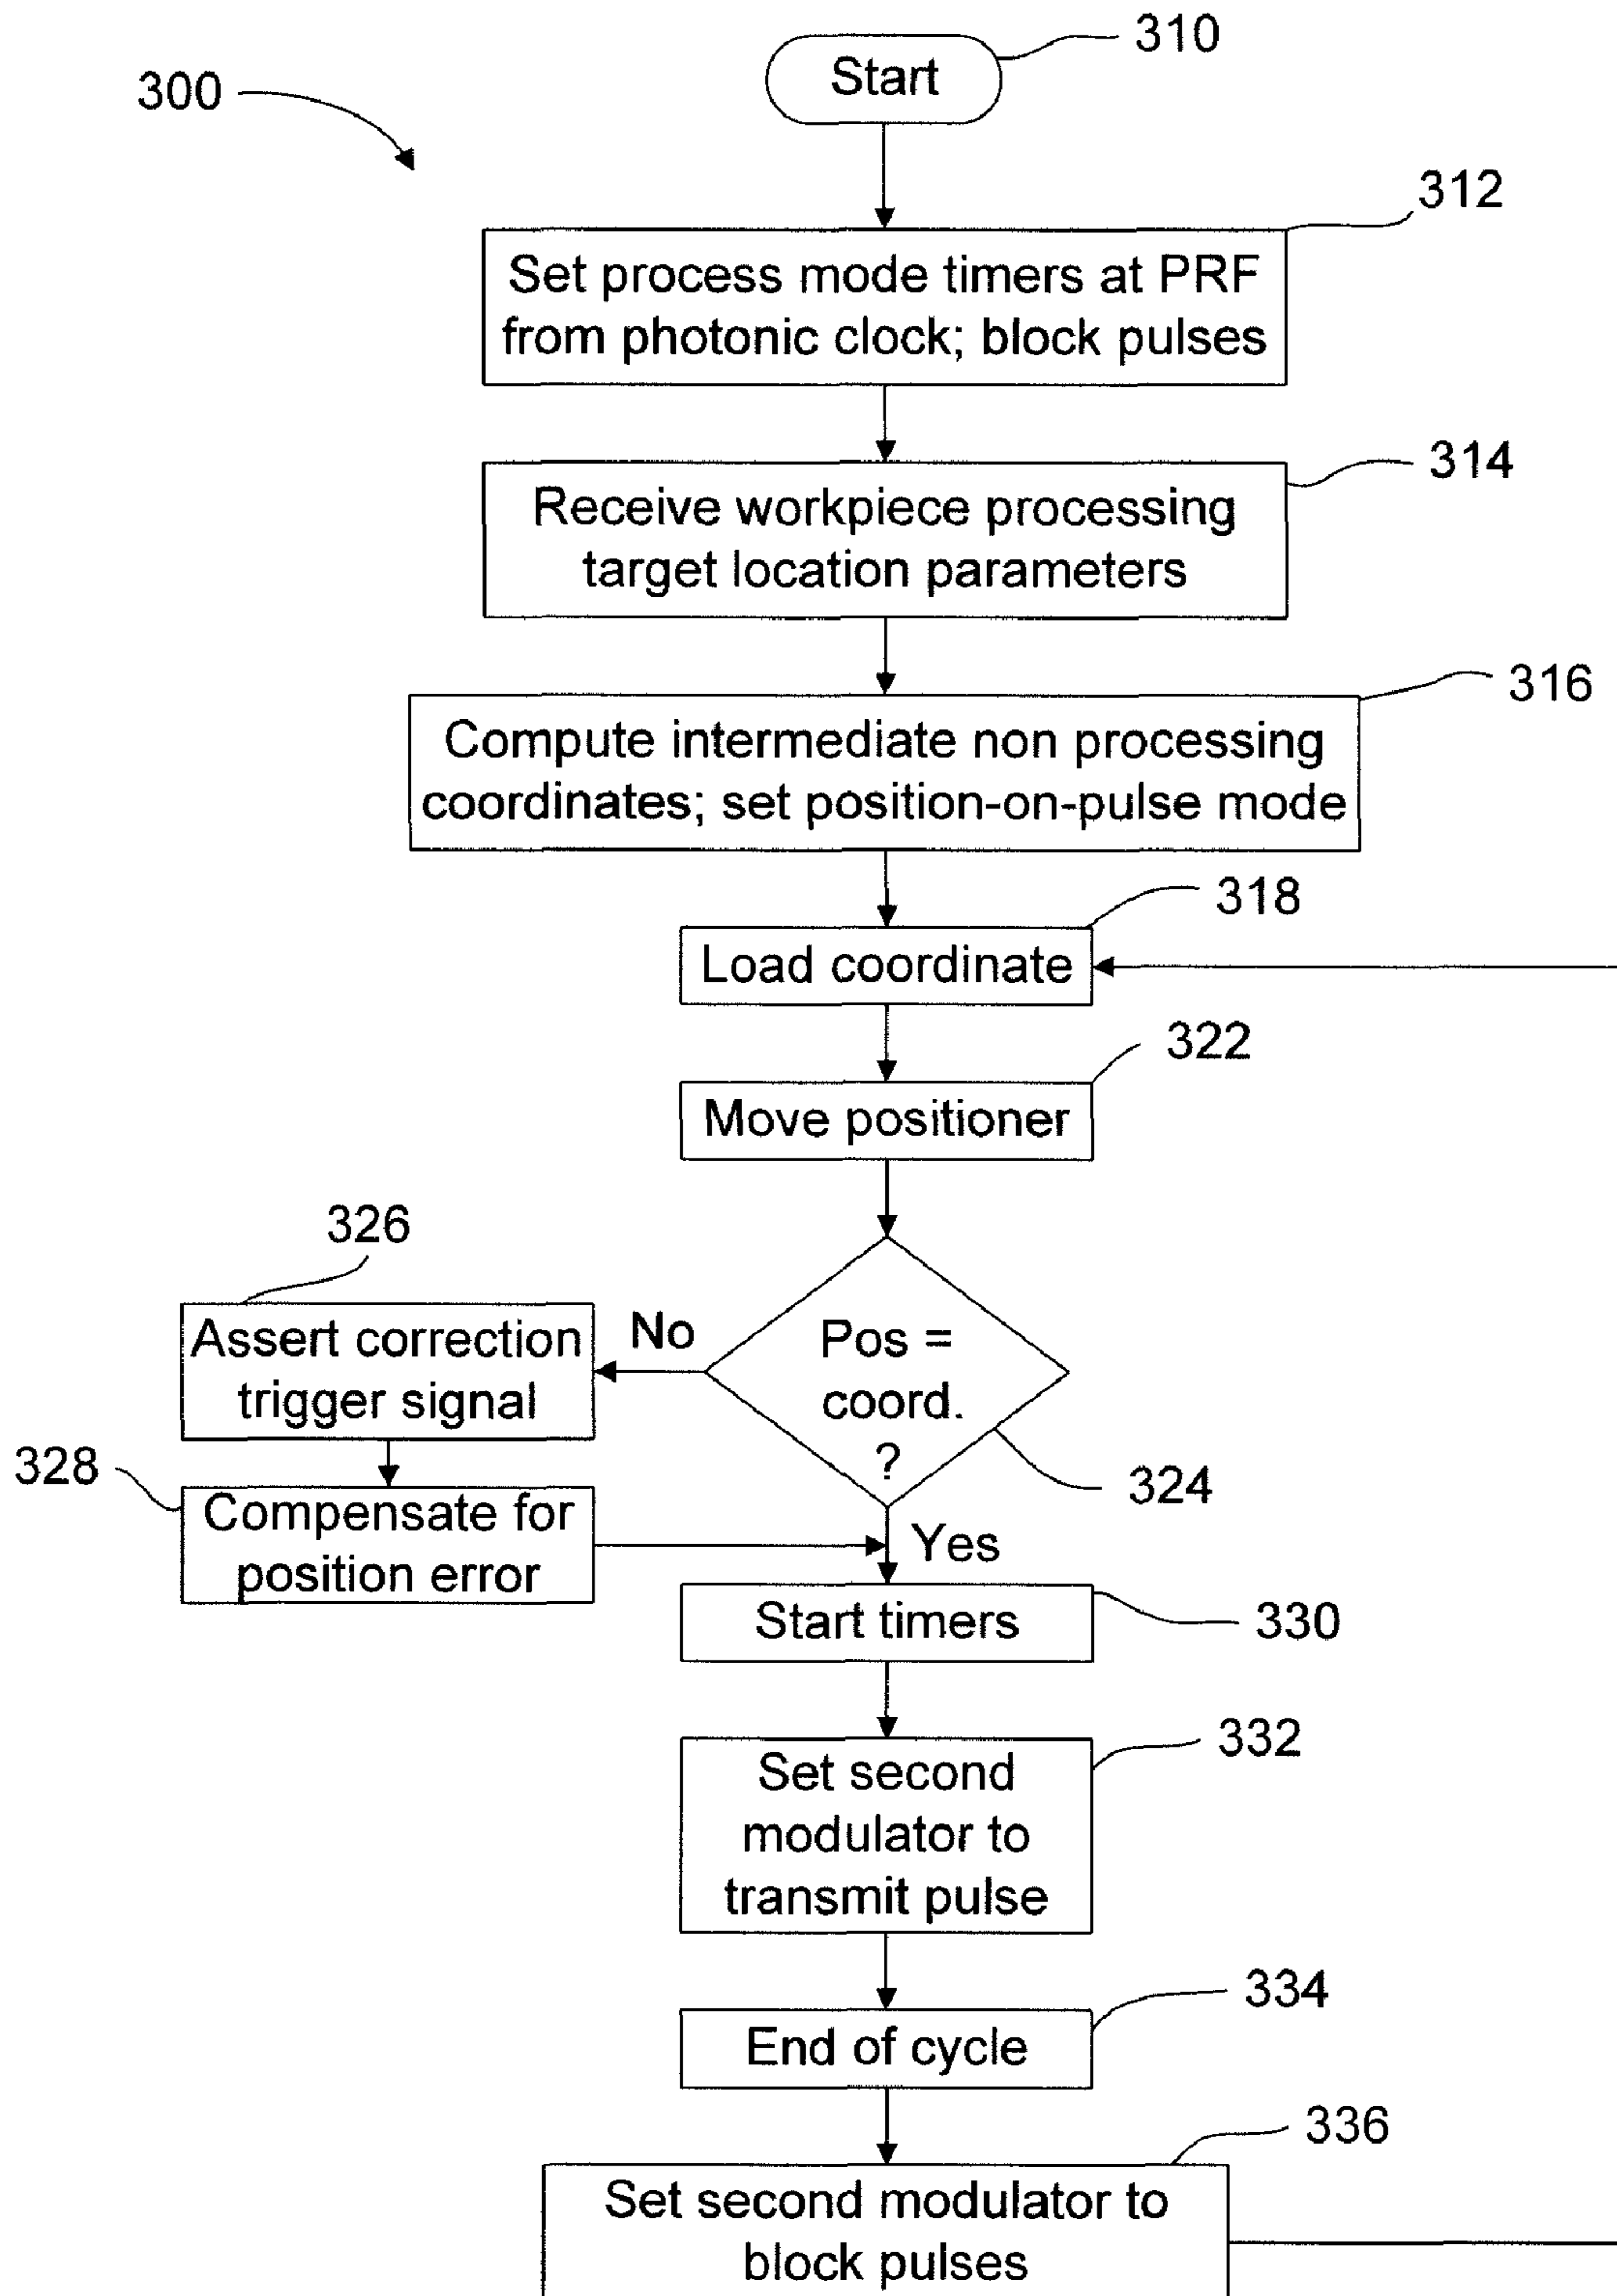 310
Start
300
312
Set process mode timers at PRF
from photonic clock; block pulses
314
Receive workpiece processing
target location parameters
316
Compute intermediate non processing
coordinates; set position-on-pulse mode
318
Load coordinate
322
Move positioner
326
Assert correction
trigger signal
No
Pos =
coord.
?
324
328
Compensate for
position error
Yes
Start timers
330
332
Set second
modulator to
transmit pulse
334
End of cycle
336
Set second modulator to
block pulses